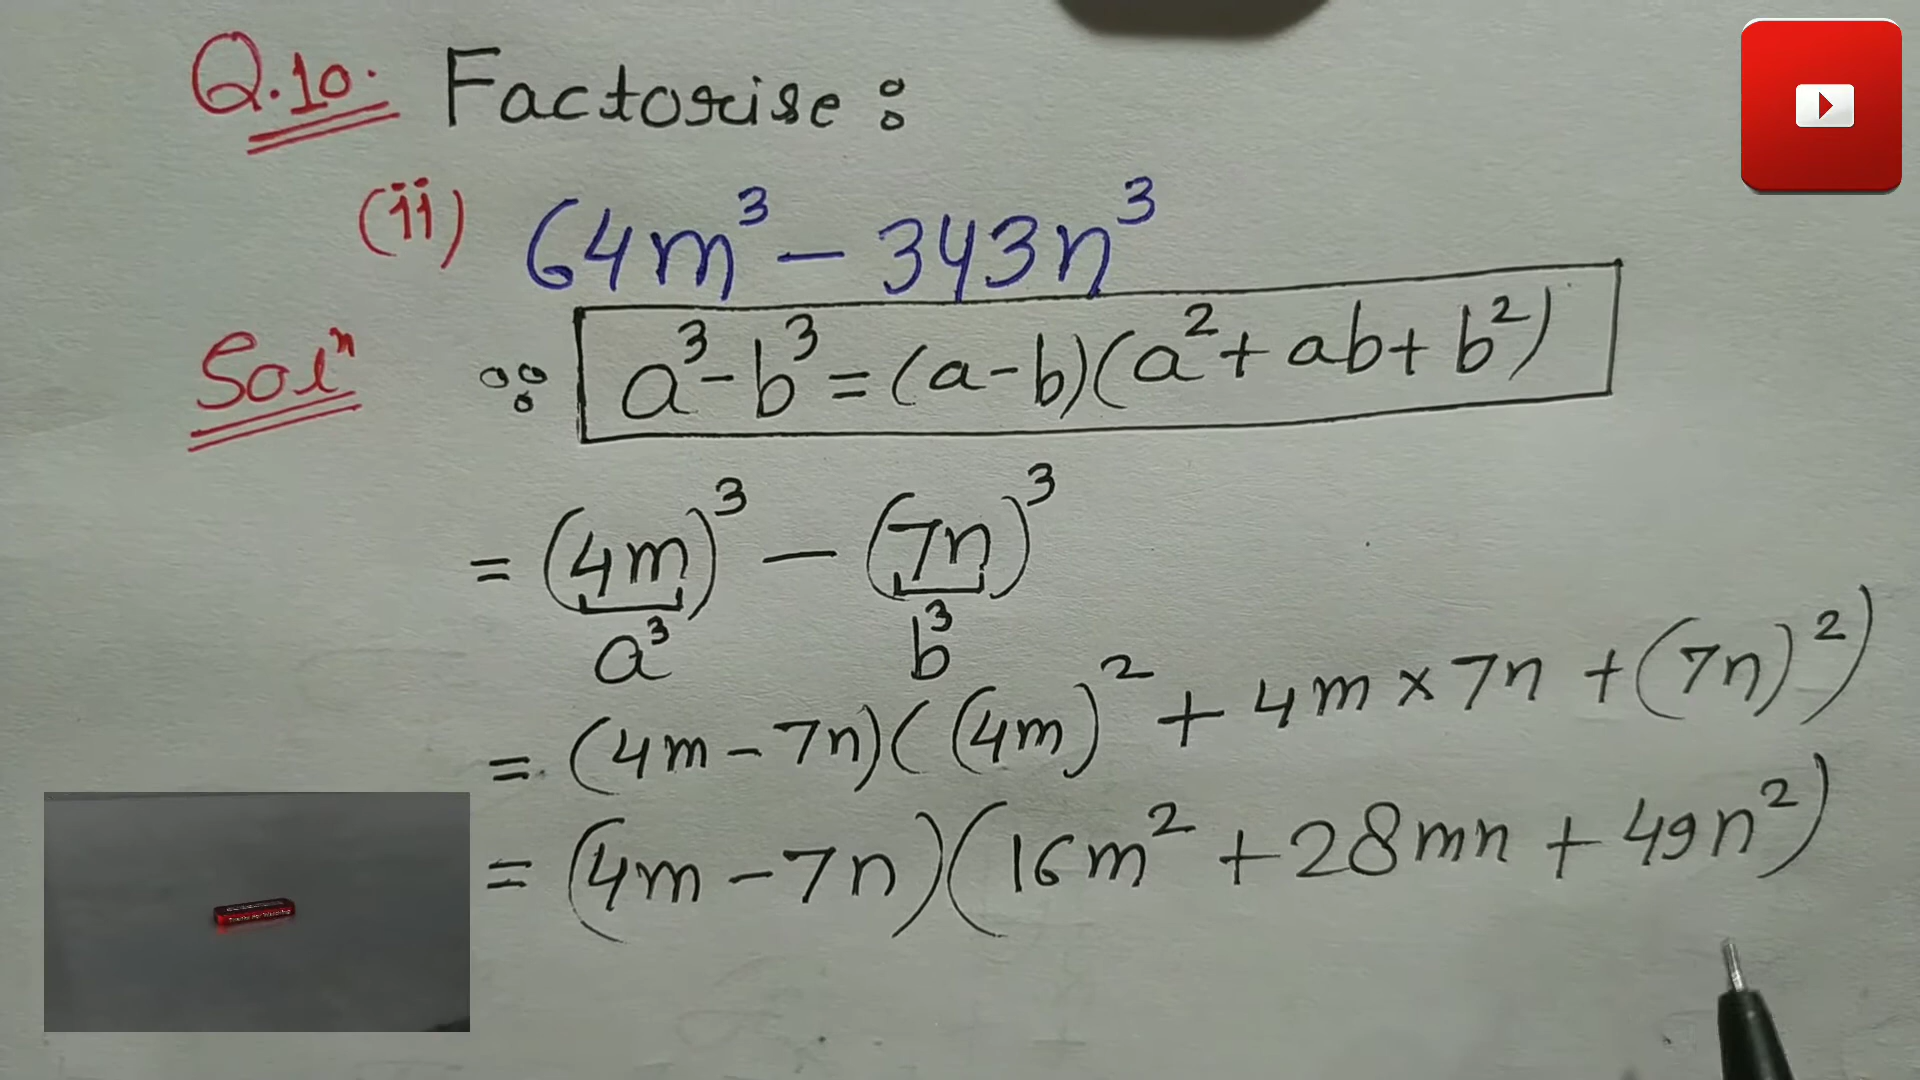 Q.10. Factorise :
(ii) 64m³ - 343n³
Solⁿ ∵ a³-b³ = (a-b)(a² + ab + b²)
= (4m)³ - (7n)³
a³ b³
= (4m - 7n)((4m)² + 4m × 7n + (7n)²)
= (4m - 7n)(16m² + 28mn + 49n²)